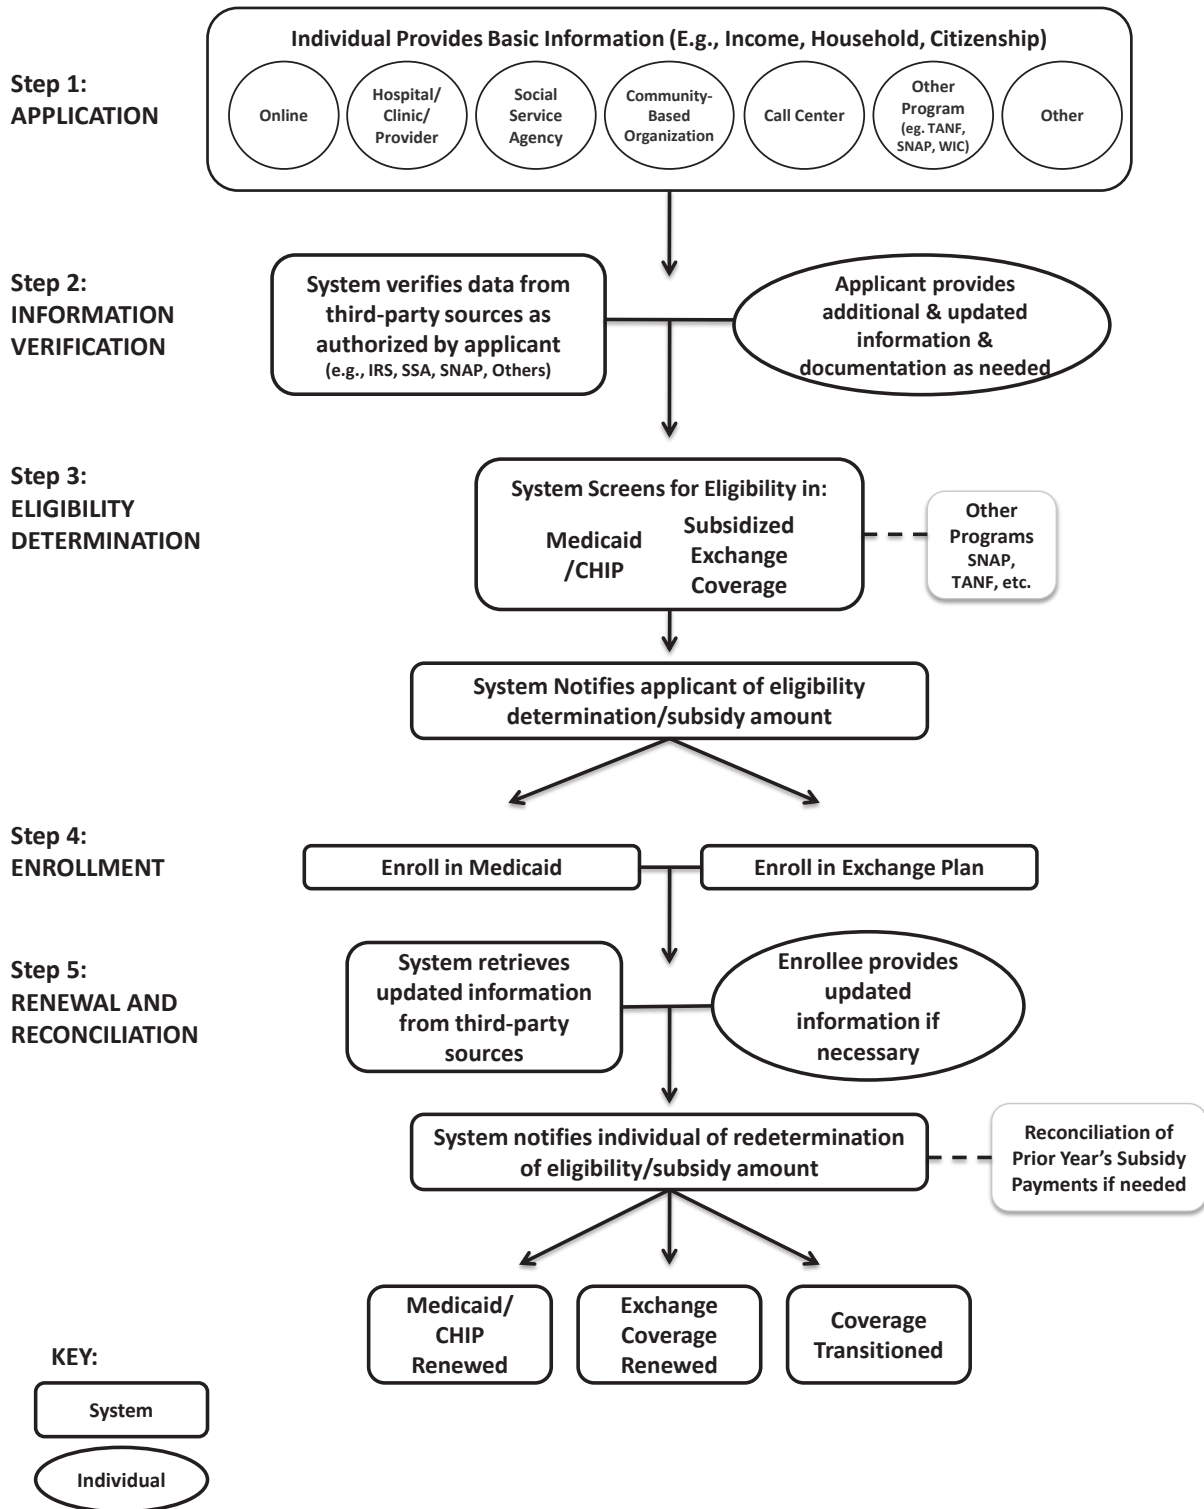 Individual Provides Basic Information (E.g., Income, Household, Citizenship)
Step 1:
APPLICATION
Online
Hospital/
Clinic/
Provider
Social
Service
Agency
Community-
Based
Organization
Call Center
Other
Program
(eg. TANF,
SNAP, WIC)
Other
Step 2:
INFORMATION
VERIFICATION
System verifies data from
third-party sources as
authorized by applicant
(e.g., IRS, SSA, SNAP, Others)
Applicant provides
additional & updated
information &
documentation as needed
Step 3:
ELIGIBILITY
DETERMINATION
System Screens for Eligibility in:
Medicaid
/CHIP
Subsidized
Exchange
Coverage
Other
Programs
SNAP,
TANF, etc.
System Notifies applicant of eligibility
determination/subsidy amount
Step 4:
ENROLLMENT
Enroll in Medicaid
Enroll in Exchange Plan
Step 5:
RENEWAL AND
RECONCILIATION
System retrieves
updated information
from third-party
sources
Enrollee provides
updated
information if
necessary
System notifies individual of redetermination
of eligibility/subsidy amount
Reconciliation of
Prior Year's Subsidy
Payments if needed
Medicaid/
CHIP
Renewed
Exchange
Coverage
Renewed
Coverage
Transitioned
KEY:
System
Individual